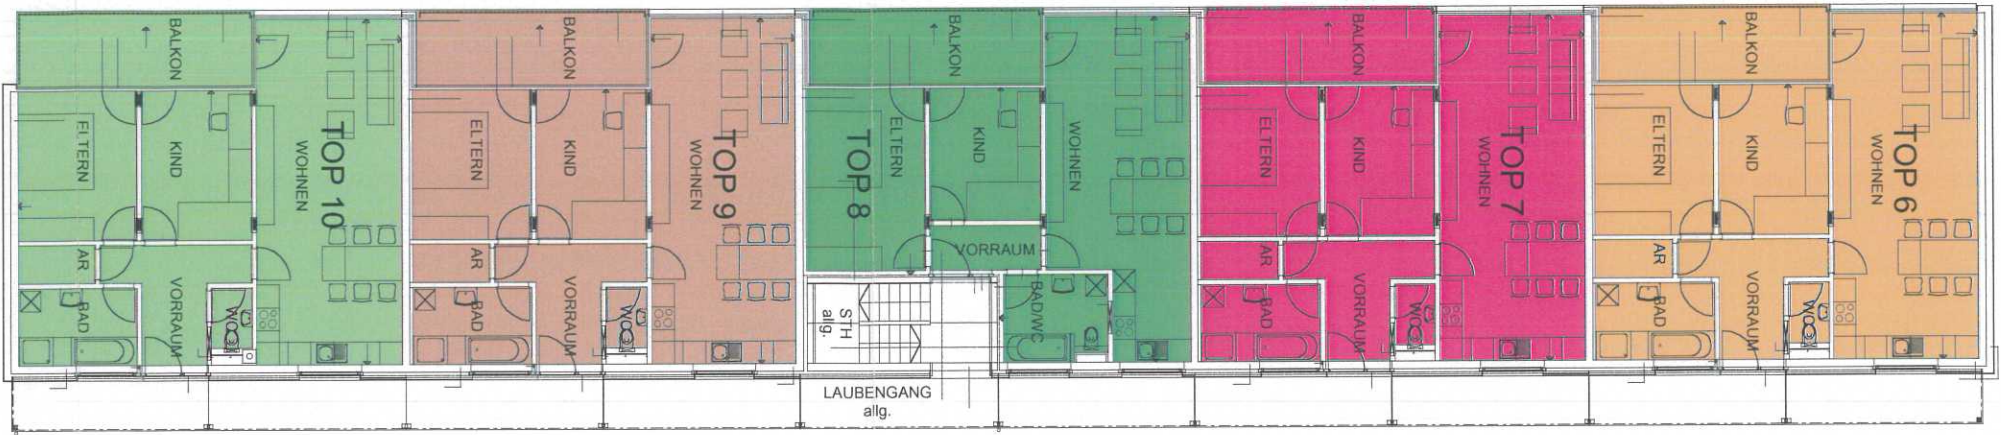 BALKON
ELTERN
KIND
TOP 10
WOHNEN
AR
BAD
VORRAUM
WC
BALKON
ELTERN
KIND
TOP 9
WOHNEN
AR
BAD
VORRAUM
WC
BALKON
TOP 8
ELTERN
KIND
WOHNEN
VORRAUM
BAD/WC
STH
allg.
LAUBENGANG
allg.
BALKON
ELTERN
KIND
TOP 7
WOHNEN
AR
BAD
VORRAUM
WC
BALKON
ELTERN
KIND
TOP 6
WOHNEN
AR
BAD
VORRAUM
WC